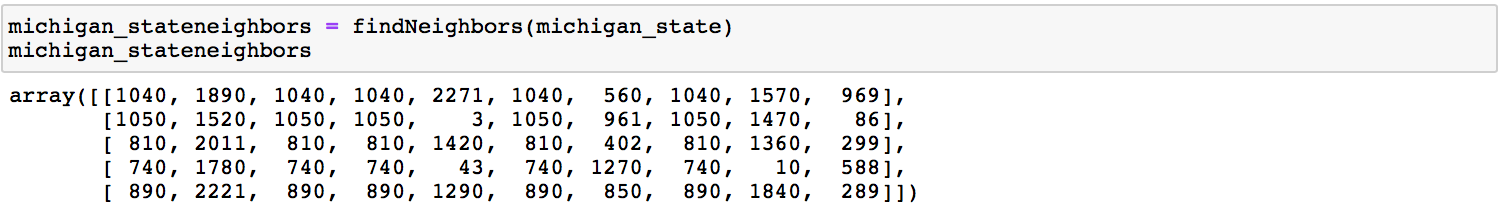 michigan_stateneighbors = findNeighbors(michigan_state)
michigan_stateneighbors
array([[1040, 1890, 1040, 1040, 2271, 1040,  560, 1040, 1570,  969],
       [1050, 1520, 1050, 1050,    3, 1050,  961, 1050, 1470,   86],
       [ 810, 2011,  810,  810, 1420,  810,  402,  810, 1360,  299],
       [ 740, 1780,  740,  740,   43,  740, 1270,  740,   10,  588],
       [ 890, 2221,  890,  890, 1290,  890,  850,  890, 1840,  289]])